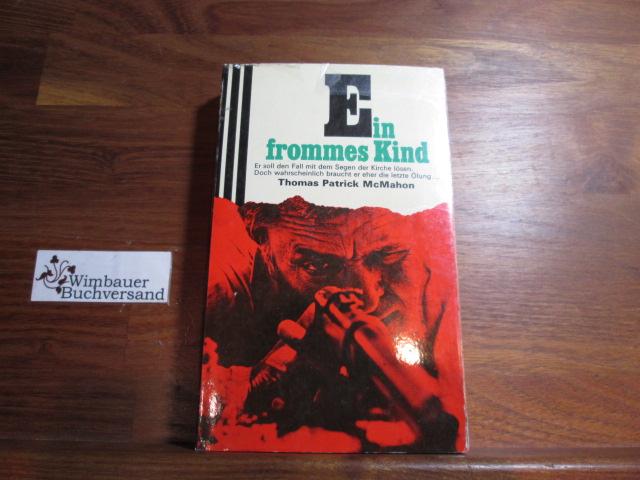 Ein
frommes Kind
Er soll den Fall mit dem Segen der Kirche lösen.
Doch wahrscheinlich braucht er eher die letzte Ölung...
Thomas Patrick McMahon
Wimbauer
Buchversand